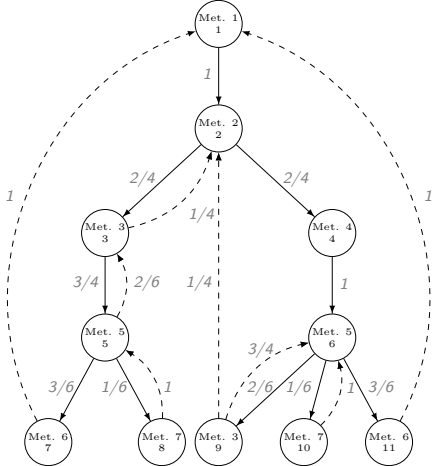 Met. 1
1
1
Met. 2
2
2/4
2/4
1
1
1/4
Met. 3
3
Met. 4
4
3/4
2/6
1/4
1
Met. 5
5
Met. 5
6
3/4
3/6
1/6
1
2/6
1/6
1
3/6
Met. 6
7
Met. 7
8
Met. 3
9
Met. 7
10
Met. 6
11